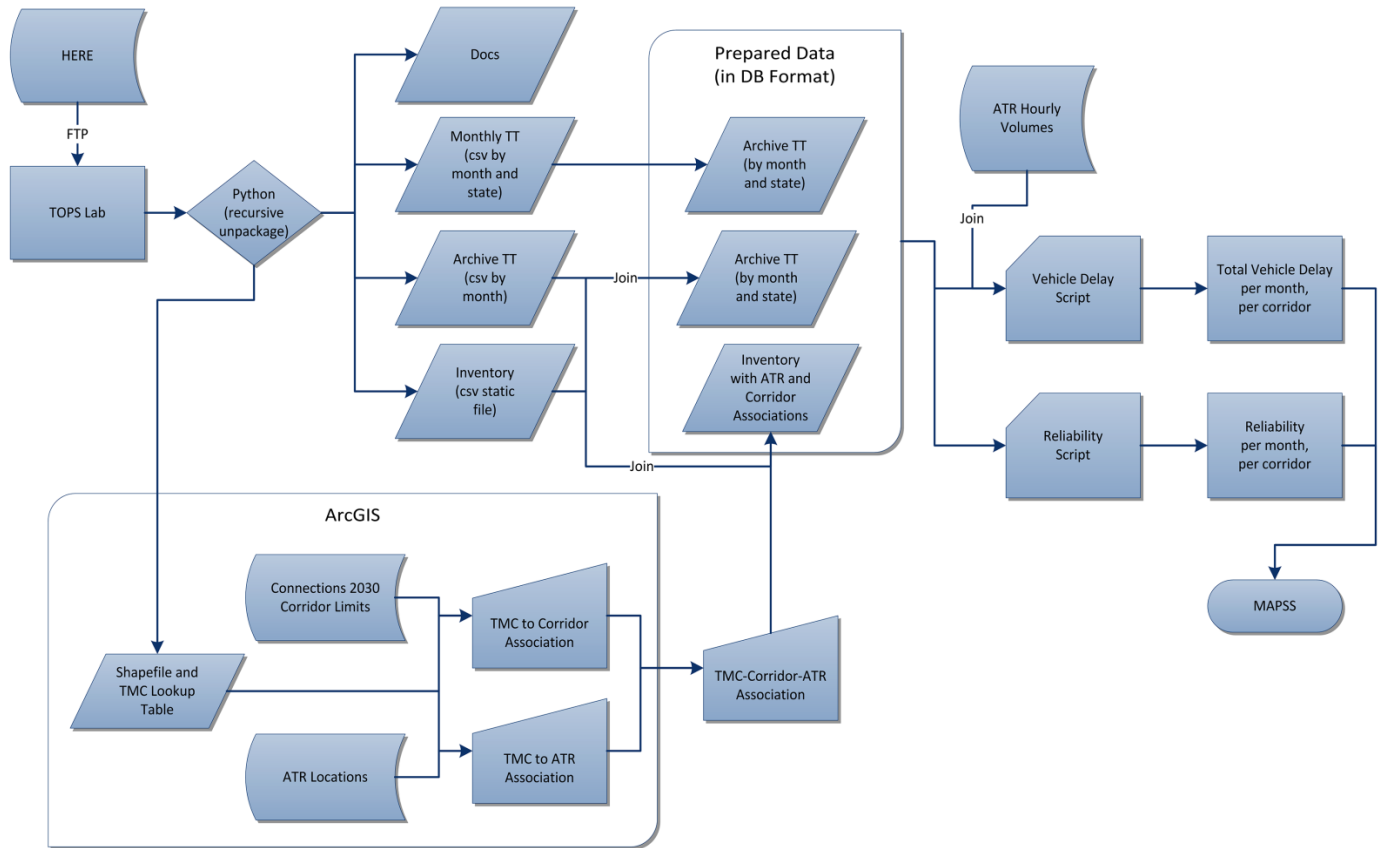 HERE
FTP
TOPS Lab
Python
(recursive
unpackage)
Docs
Monthly TT
(csv by
month and
state)
Archive TT
(csv by
month)
Inventory
(csv static
file)
Join
Join
Prepared Data
(in DB Format)
Archive TT
(by month
and state)
Archive TT
(by month
and state)
Inventory
with ATR and
Corridor
Associations
ATR Hourly
Volumes
Join
Vehicle Delay
Script
Total Vehicle Delay
per month,
per corridor
Reliability
Script
Reliability
per month,
per corridor
MAPSS
ArcGIS
Connections 2030
Corridor Limits
Shapefile and
TMC Lookup
Table
ATR Locations
TMC to Corridor
Association
TMC to ATR
Association
TMC-Corridor-ATR
Association